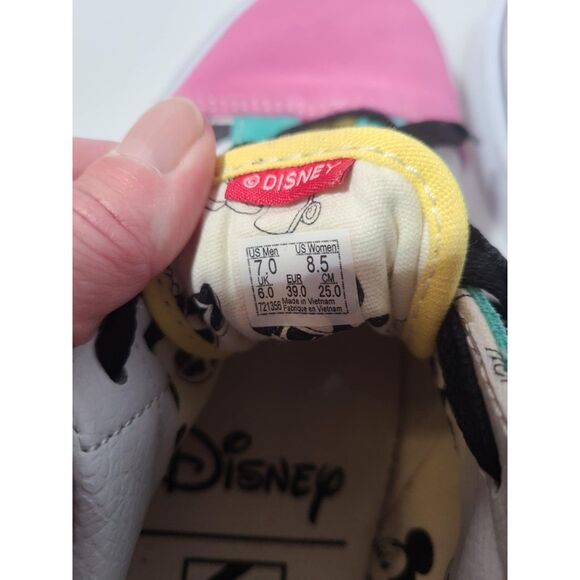 © DISNEY
US Men US Women
7.0 8.5
UK EUR CM
6.0 39.0 25.0
721356 Made in Vietnam
Fabriqué en Vietnam
Disney